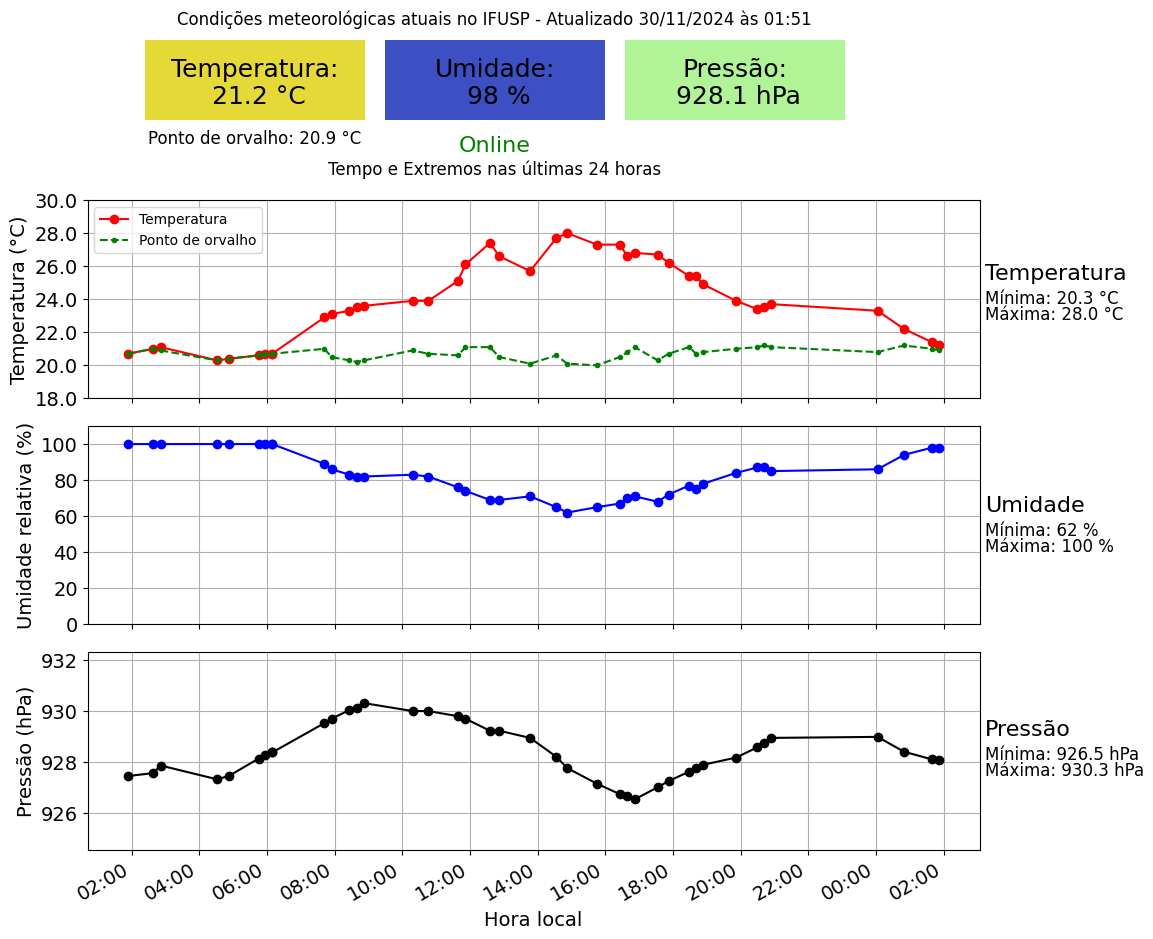 Condições meteorológicas atuais no IFUSP - Atualizado 30/11/2024 às 01:51
Temperatura:
21.2 °C
Umidade:
98 %
Pressão:
928.1 hPa
Ponto de orvalho: 20.9 °C
Online
Tempo e Extremos nas últimas 24 horas
Temperatura (°C)
30.0
28.0
26.0
24.0
22.0
20.0
18.0
Temperatura
Ponto de orvalho
Temperatura
Mínima: 20.3 °C
Máxima: 28.0 °C
Umidade relativa (%)
100
80
60
40
20
0
Umidade
Mínima: 62 %
Máxima: 100 %
Pressão (hPa)
932
930
928
926
Pressão
Mínima: 926.5 hPa
Máxima: 930.3 hPa
02:00 04:00 06:00 08:00 10:00 12:00 14:00 16:00 18:00 20:00 22:00 00:00 02:00
Hora local